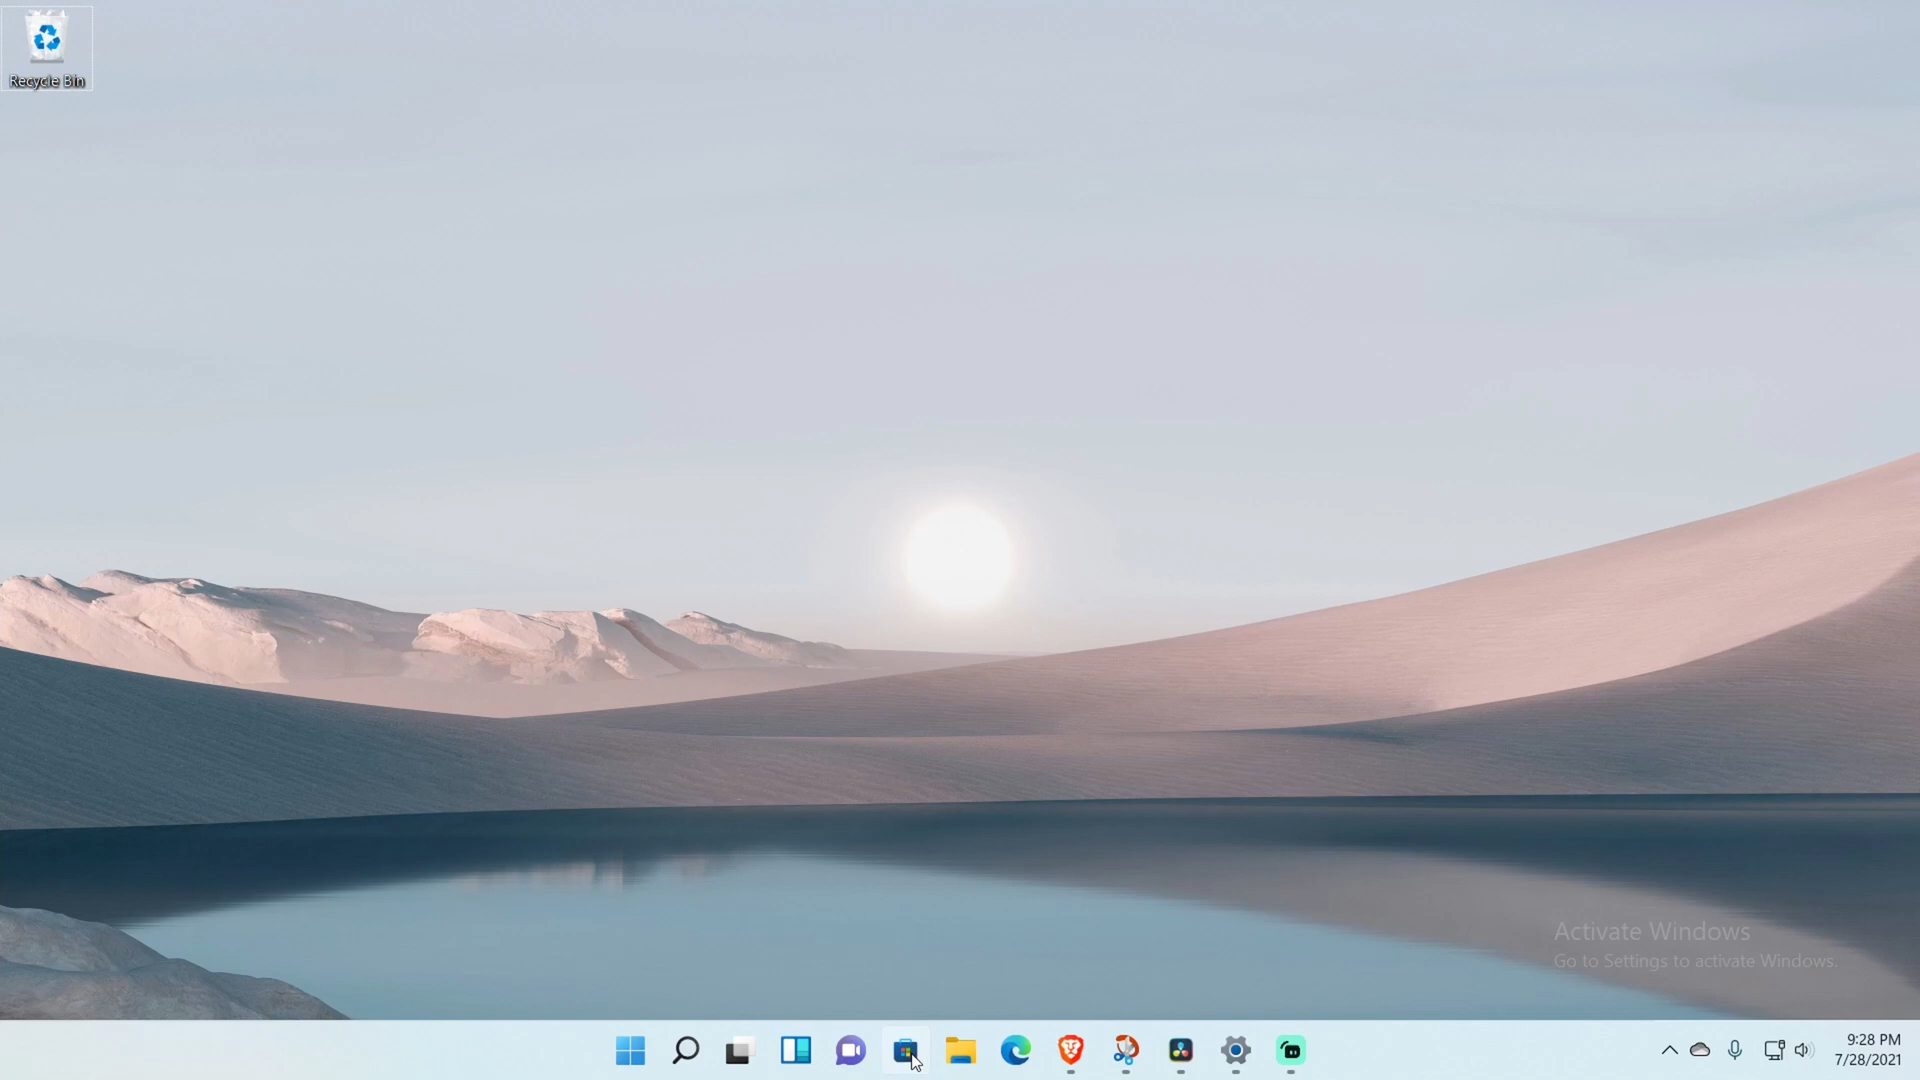 Recycle Bin
Activate Windows
Go to Settings to activate Windows.
9:28 PM
7/28/2021